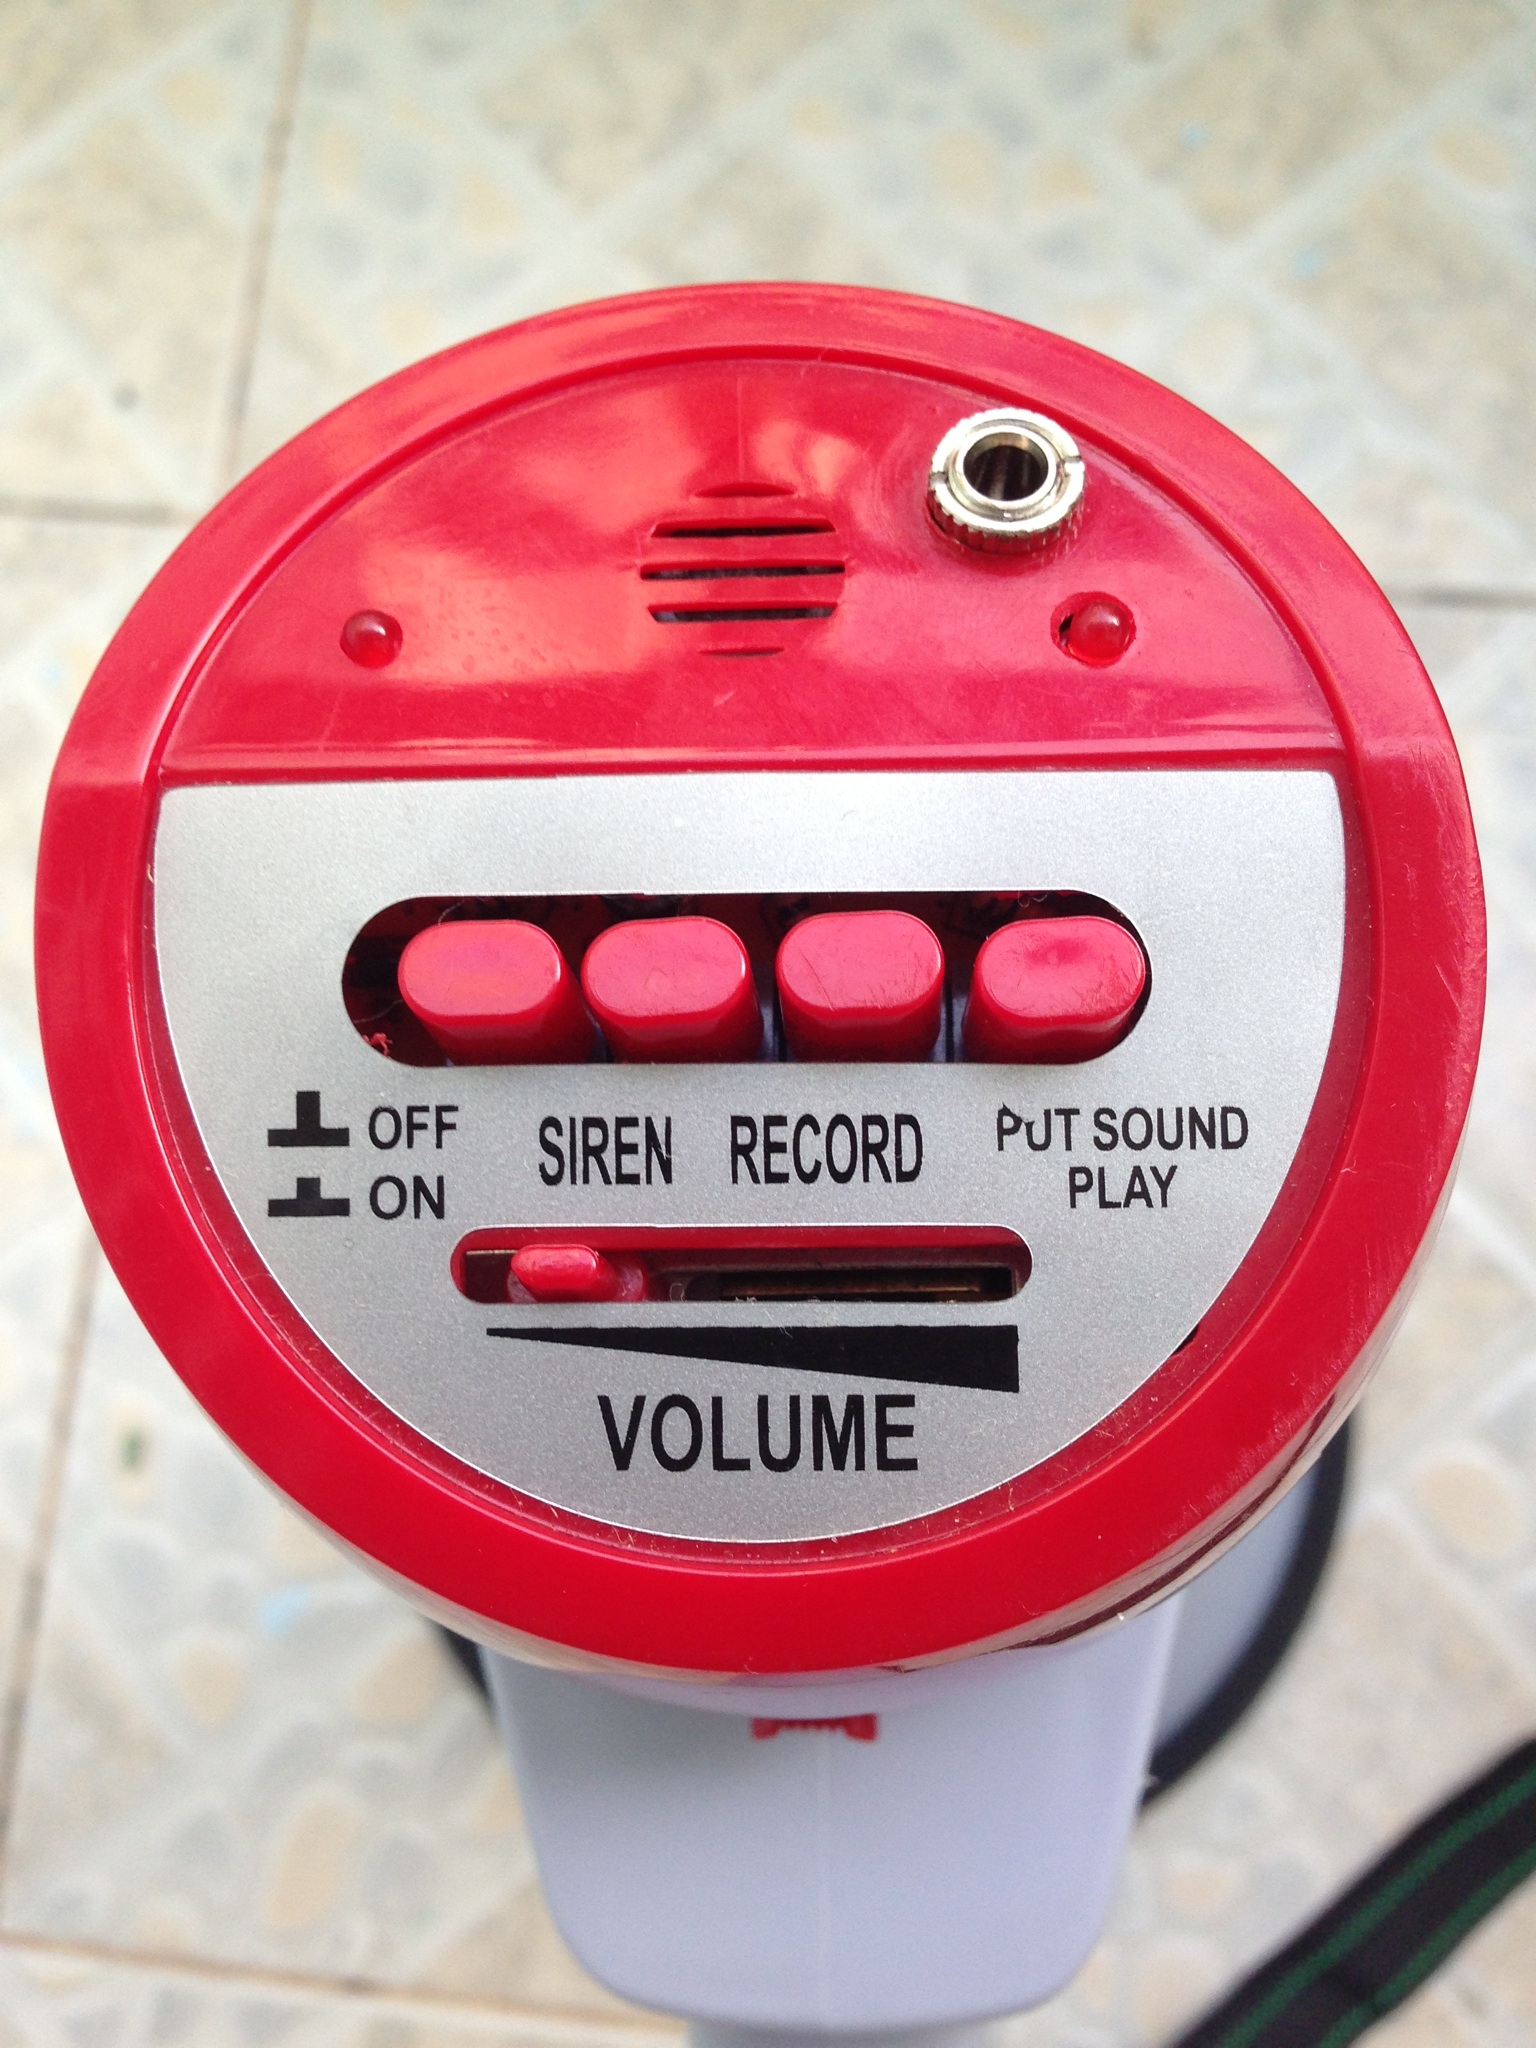 OFF
ON
SIREN
RECORD
PUT SOUND
PLAY
VOLUME